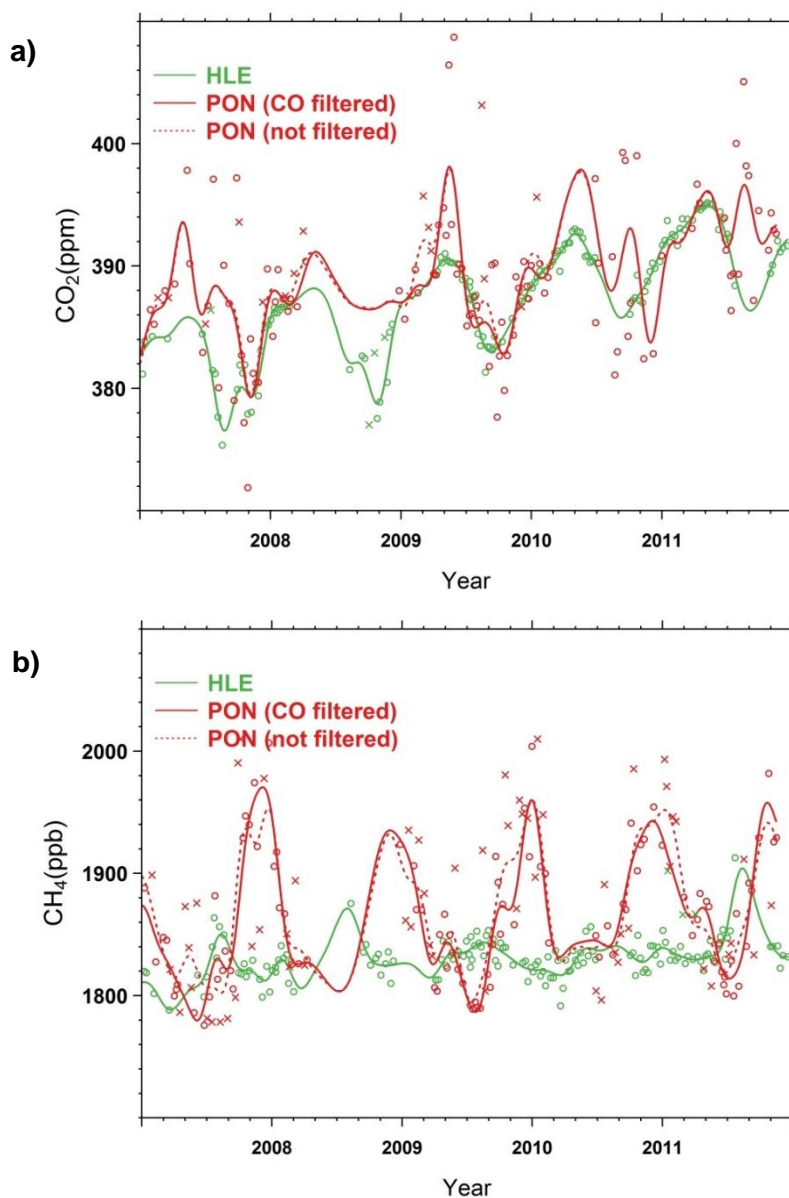 a)
HLE
PON (CO filtered)
PON (not filtered)
400
390
380
CO2(ppm)
2008 2009 2010 2011
Year
b)
HLE
PON (CO filtered)
PON (not filtered)
2000
1900
1800
CH4(ppb)
2008 2009 2010 2011
Year